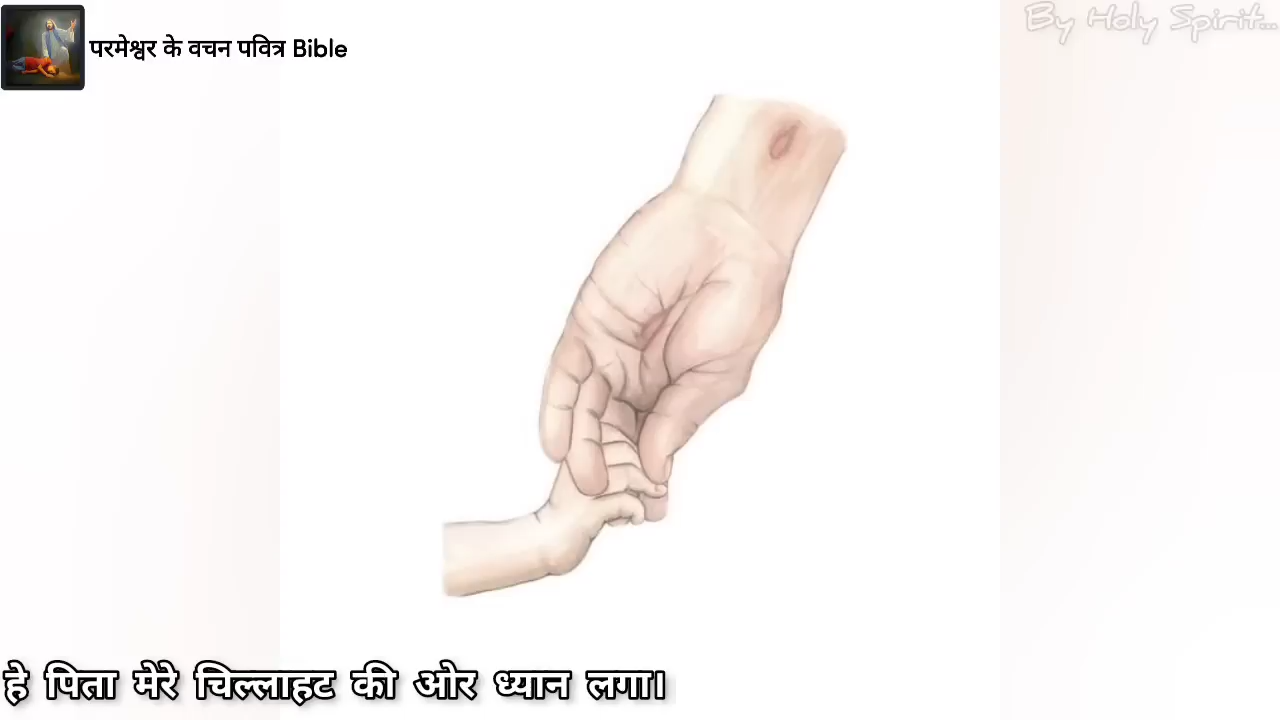 By Holy Spirit...
परमेश्वर के वचन पवित्र Bible
हे पिता मेरे चिल्लाहट की ओर ध्यान लगा।